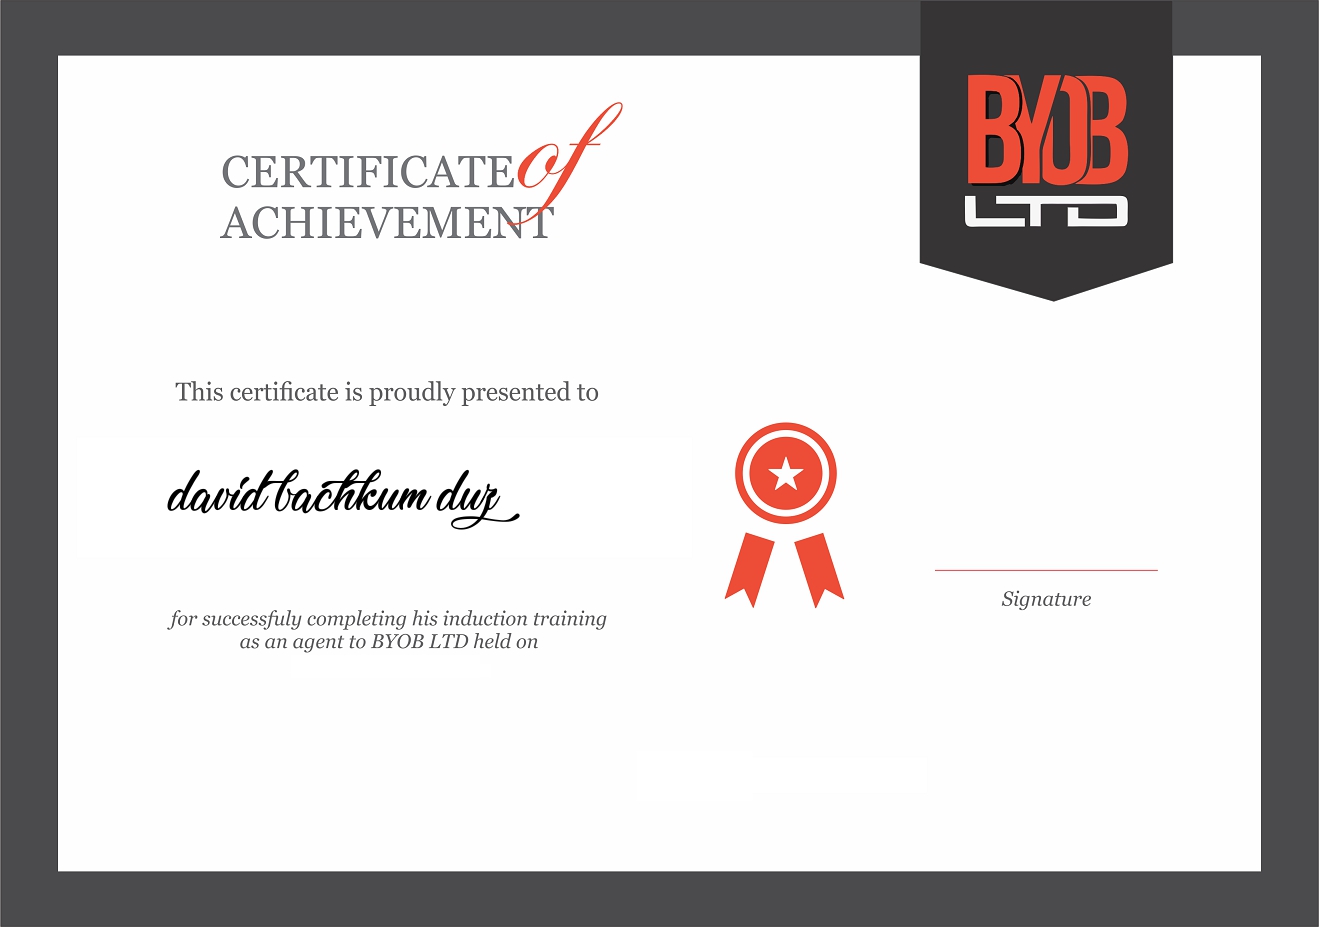 BYOB
LTD
CERTIFICATE of
ACHIEVEMENT
This certificate is proudly presented to
david bachkum duz
for successfuly completing his induction training
as an agent to BYOB LTD held on
Signature